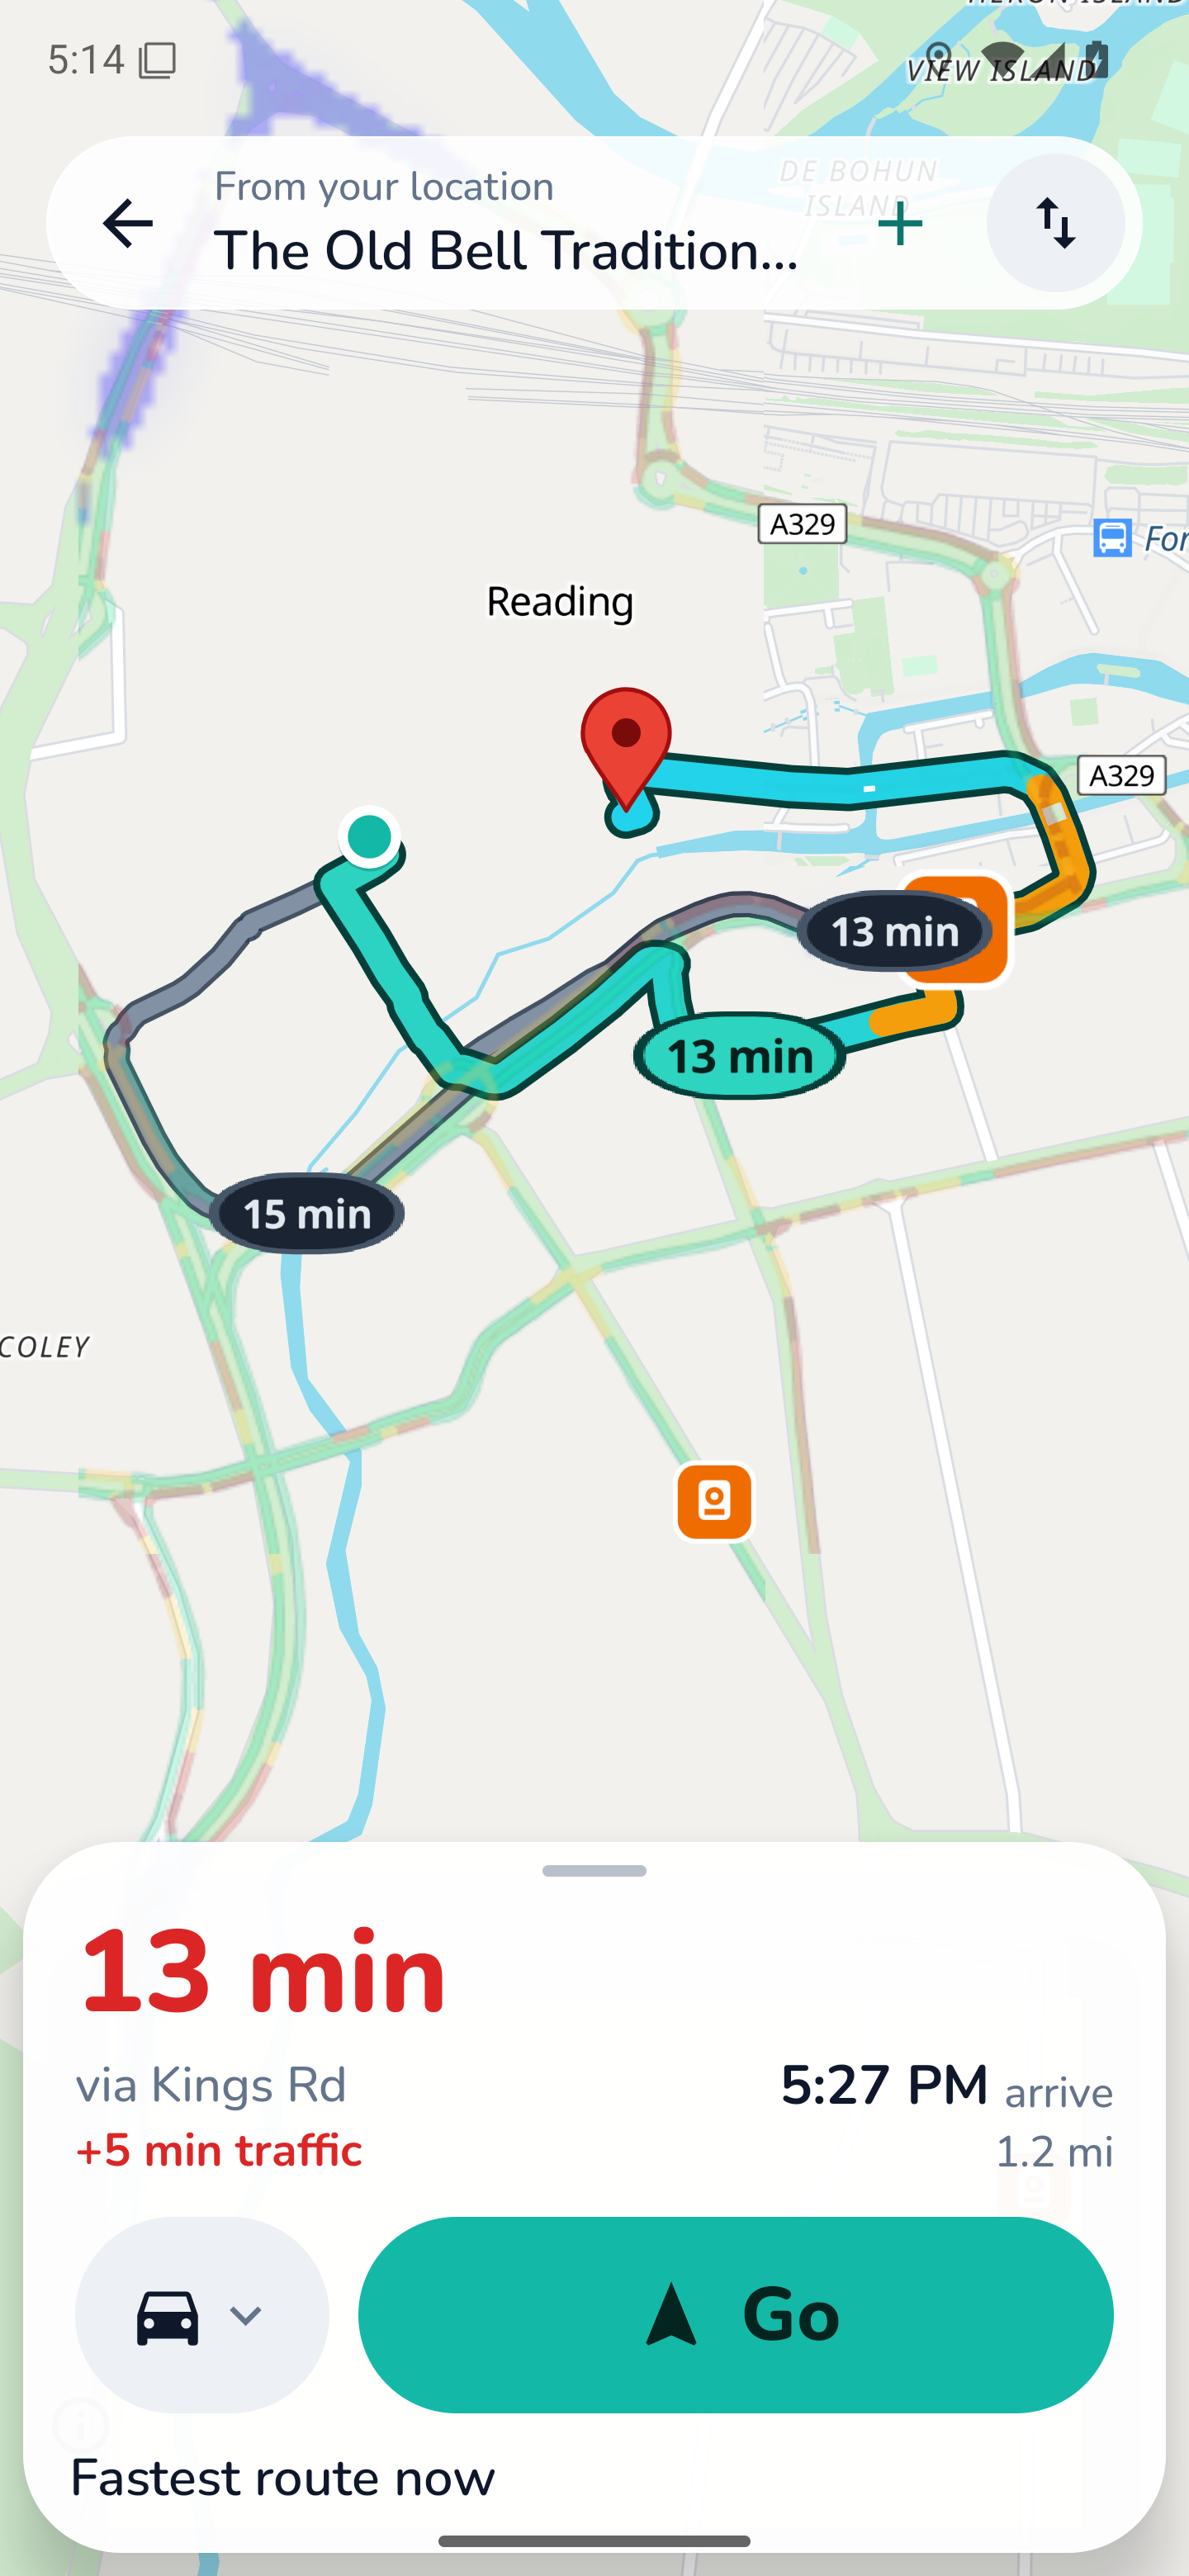 5:14
VIEW ISLAND
DE BOHUN
ISLAND
From your location
The Old Bell Tradition...
A329
Reading
A329
13 min
13 min
15 min
COLEY
13 min
via Kings Rd
5:27 PM arrive
+5 min traffic
1.2 mi
Go
Fastest route now